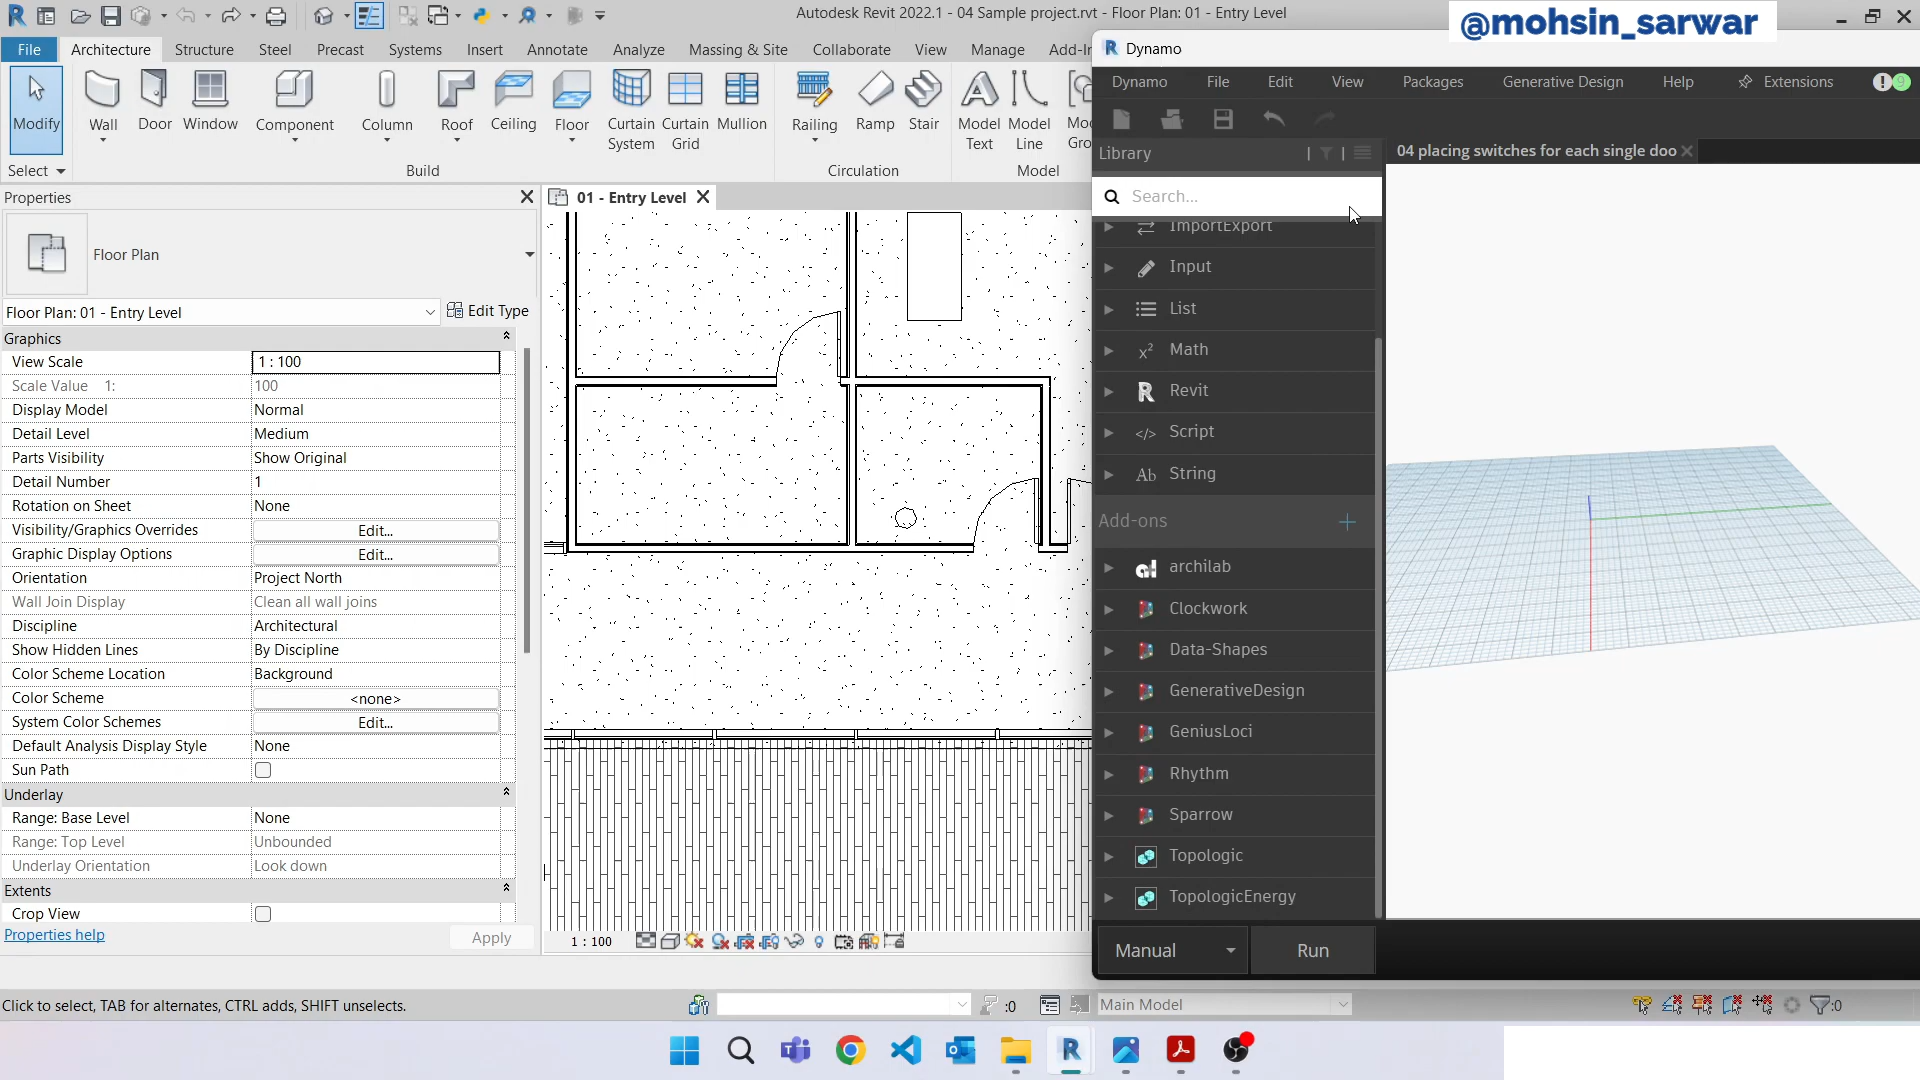 Autodesk Revit 2022.1 - 04 Sample project.rvt - Floor Plan: 01 - Entry Level
@mohsin_sarwar
File Architecture Structure Steel Precast Systems Insert Annotate Analyze Massing & Site Collaborate View Manage Add-In
Modify
Wall
Door
Window
Component
Column
Roof
Ceiling
Floor
Curtain System
Curtain Grid
Mullion
Railing
Ramp
Stair
Model Text
Model Line
Select
Build
Circulation
Model
Properties
01 - Entry Level
Floor Plan
Floor Plan: 01 - Entry Level
Edit Type
Graphics
View Scale 1 : 100
Scale Value 1: 100
Display Model Normal
Detail Level Medium
Parts Visibility Show Original
Detail Number 1
Rotation on Sheet None
Visibility/Graphics Overrides Edit...
Graphic Display Options Edit...
Orientation Project North
Wall Join Display Clean all wall joins
Discipline Architectural
Show Hidden Lines By Discipline
Color Scheme Location Background
Color Scheme <none>
System Color Schemes Edit...
Default Analysis Display Style None
Sun Path
Underlay
Range: Base Level None
Range: Top Level Unbounded
Underlay Orientation Look down
Extents
Crop View
Properties help
Apply
1 : 100
Dynamo
Dynamo File Edit View Packages Generative Design Help Extensions
9
Library
04 placing switches for each single doo
Search...
ImportExport
Input
List
Math
Revit
Script
String
Add-ons
archilab
Clockwork
Data-Shapes
GenerativeDesign
GeniusLoci
Rhythm
Sparrow
Topologic
TopologicEnergy
Manual
Run
Click to select, TAB for alternates, CTRL adds, SHIFT unselects.
:0
Main Model
:0